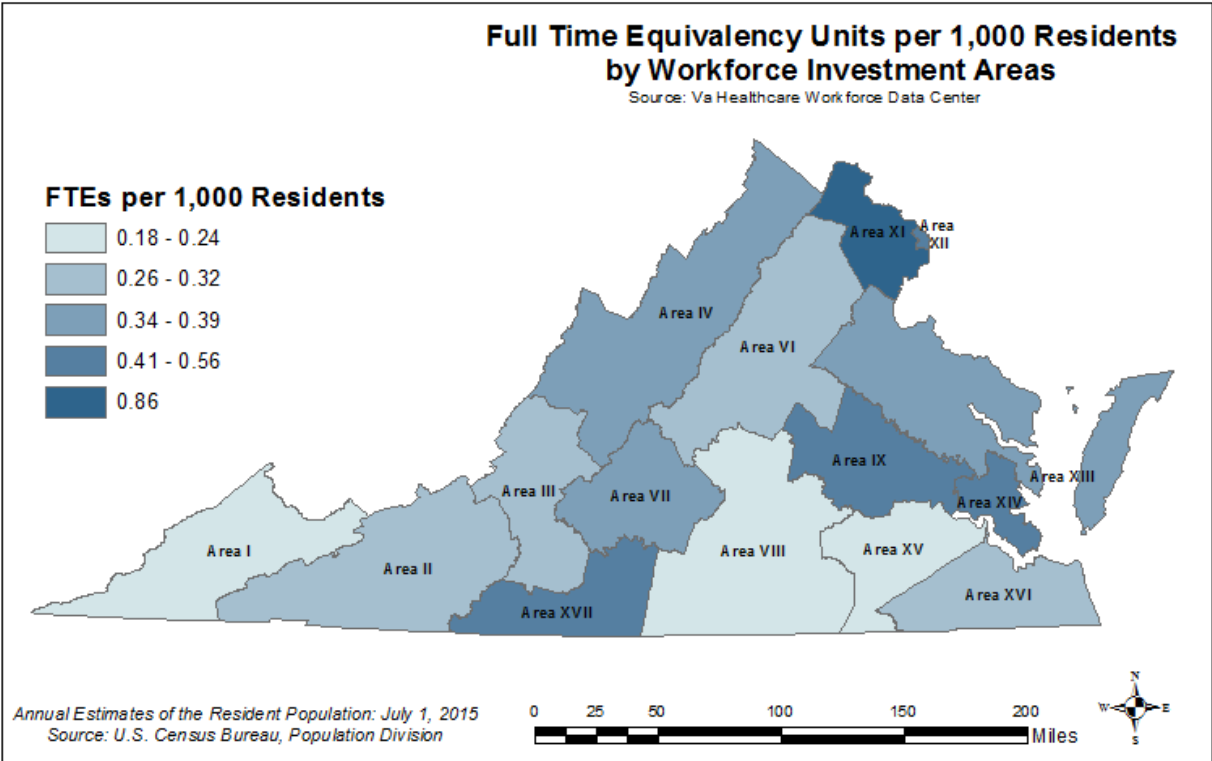 Full Time Equivalency Units per 1,000 Residents
by Workforce Investment Areas
Source: Va Healthcare Workforce Data Center
FTEs per 1,000 Residents
0.18 - 0.24
0.26 - 0.32
0.34 - 0.39
0.41 - 0.56
0.86
Area XI
Area
XII
Area IV
Area VI
Area IX
Area XIII
Area III
Area VII
Area XIV
Area I
Area VIII
Area XV
Area II
Area XVI
Area XVII
Annual Estimates of the Resident Population: July 1, 2015
Source: U.S. Census Bureau, Population Division
0 25 50 100 150 200
Miles
N
W E
S